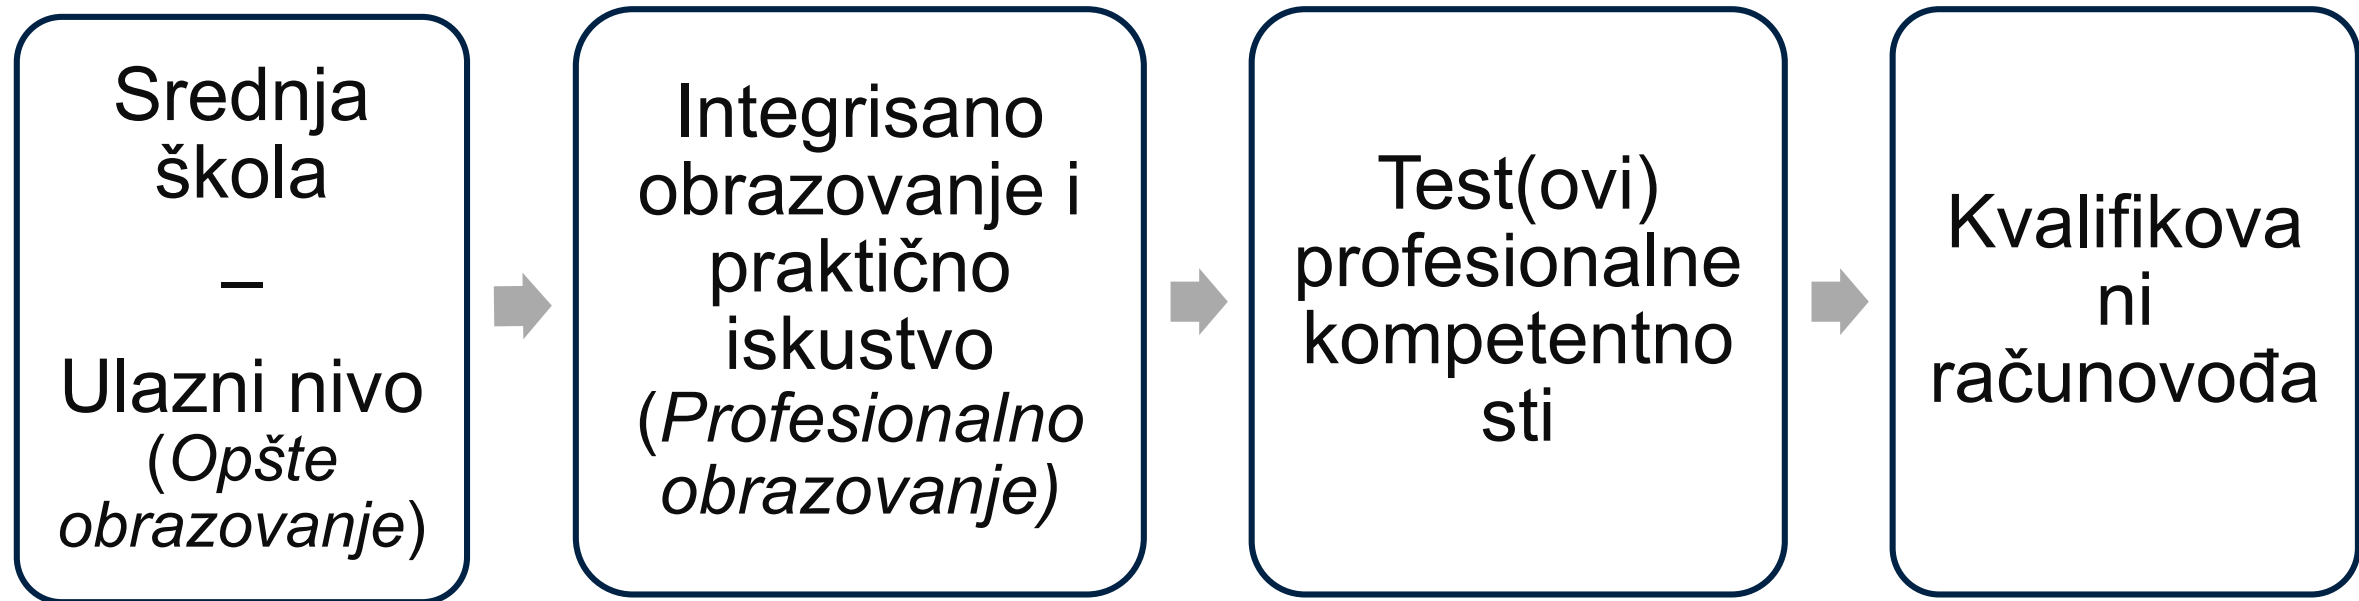 Srednja
škola
–
Ulazni nivo
(Opšte
obrazovanje)
Integrisano
obrazovanje i
praktično
iskustvo
(Profesionalno
obrazovanje)
Test(ovi)
profesionalne
kompetentno
sti
Kvalifikova
ni
računovođa